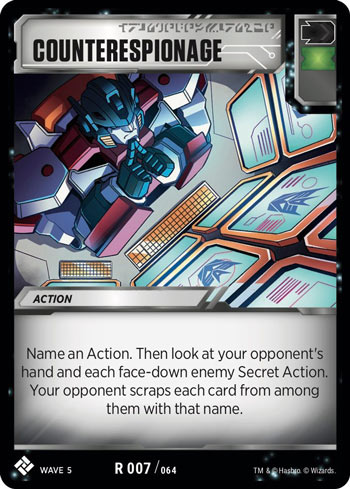 COUNTERESPIONAGE
ACTION
Name an Action. Then look at your opponent's
hand and each face-down enemy Secret Action.
Your opponent scraps each card from among
them with that name.
WAVE 5 R 007/064 TM & © Hasbro. © Wizards.